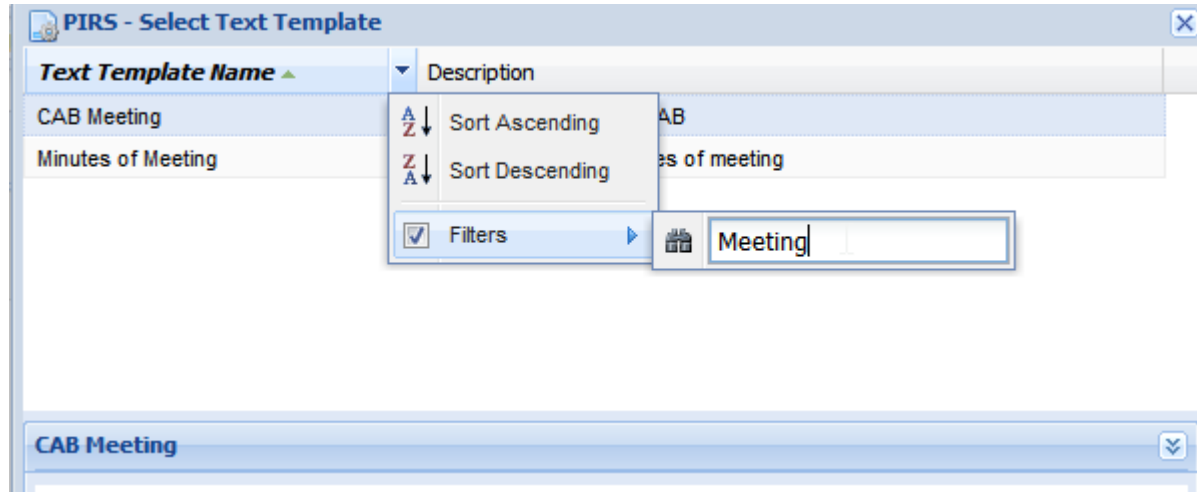 PIRS - Select Text Template
Text Template Name Description
CAB Meeting AB
Minutes of Meeting es of meeting
Sort Ascending
Sort Descending
Filters Meeting
CAB Meeting